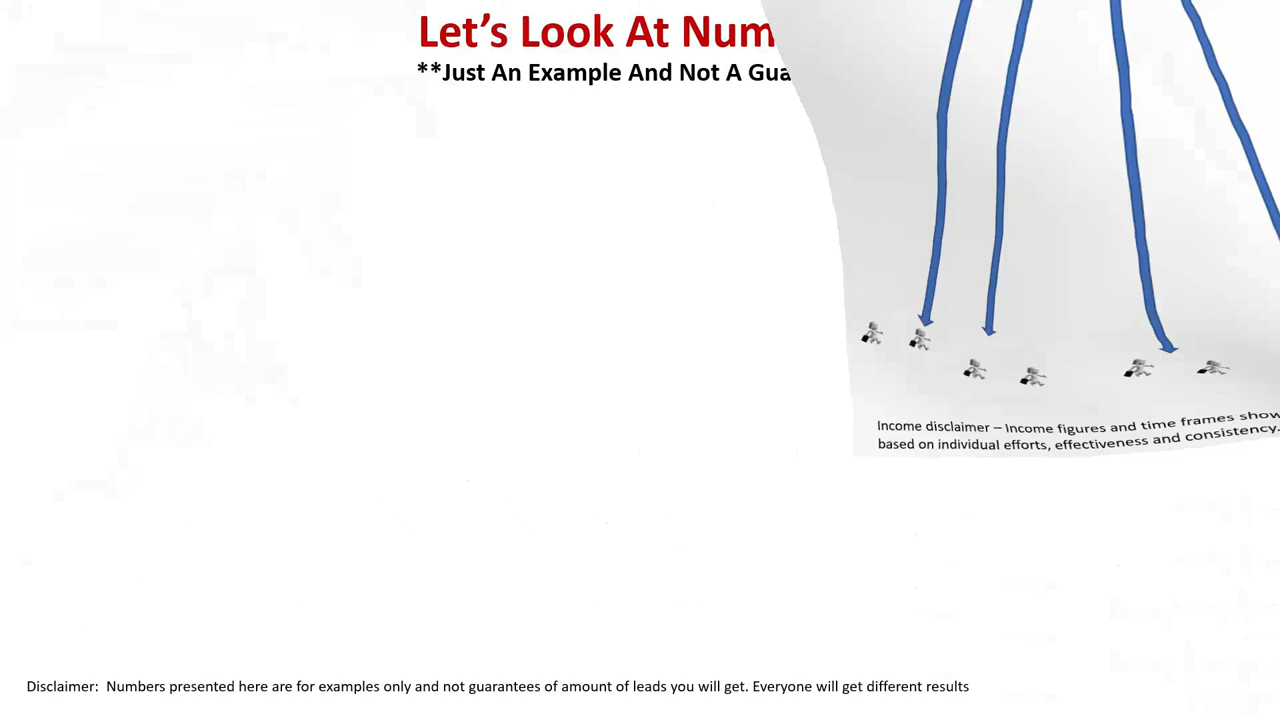 Let’s Look At Num
**Just An Example And Not A Gua
Income disclaimer – Income figures and time frames show
based on individual efforts, effectiveness and consistency.
Disclaimer:  Numbers presented here are for examples only and not guarantees of amount of leads you will get. Everyone will get different results